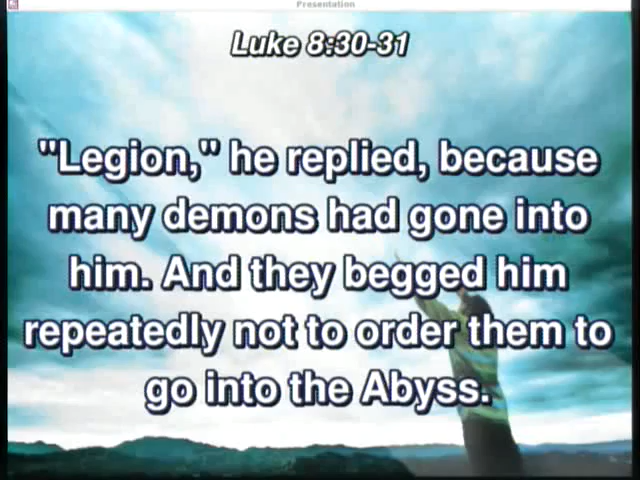 Presentation
Luke 8:30-31
"Legion," he replied, because
many demons had gone into
him. And they begged him
repeatedly not to order them to
go into the Abyss.